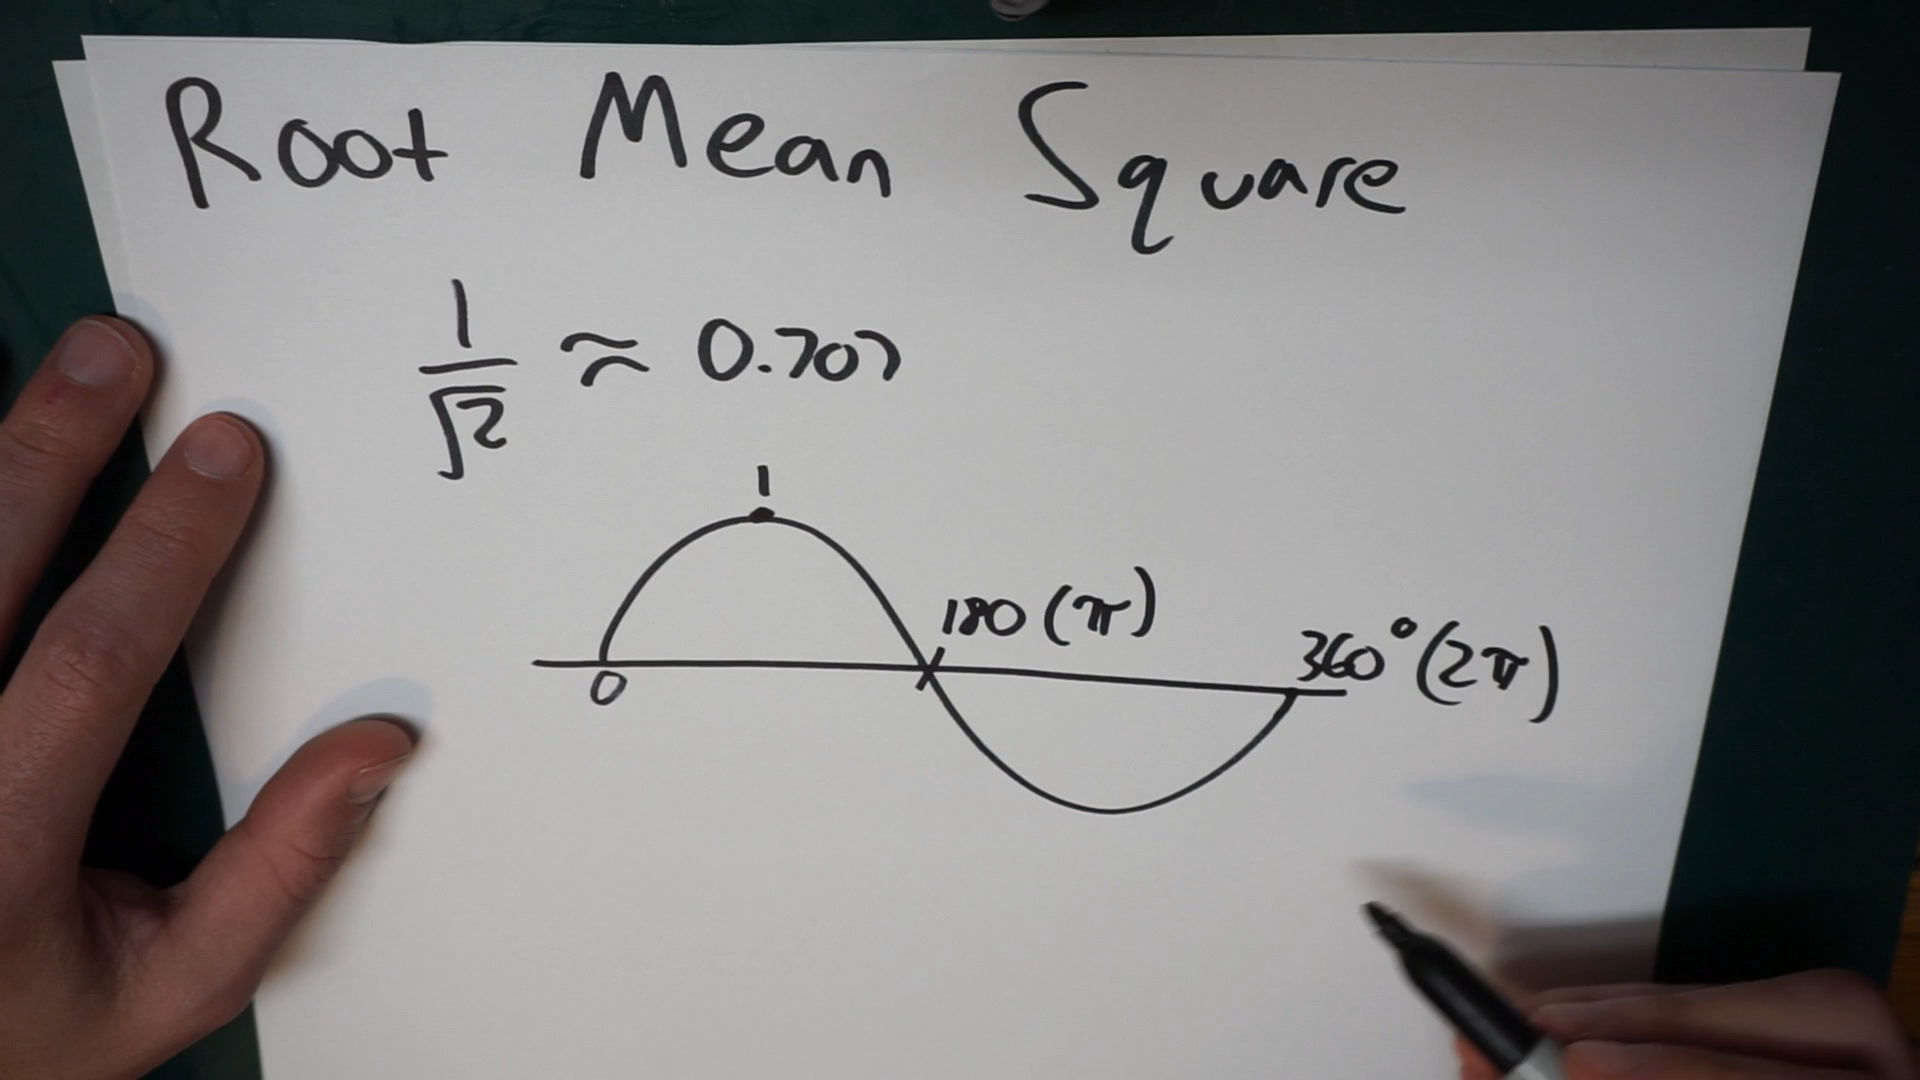 Root Mean Square
1/√2 ≈ 0.707
1
180 (π)
360° (2π)
0